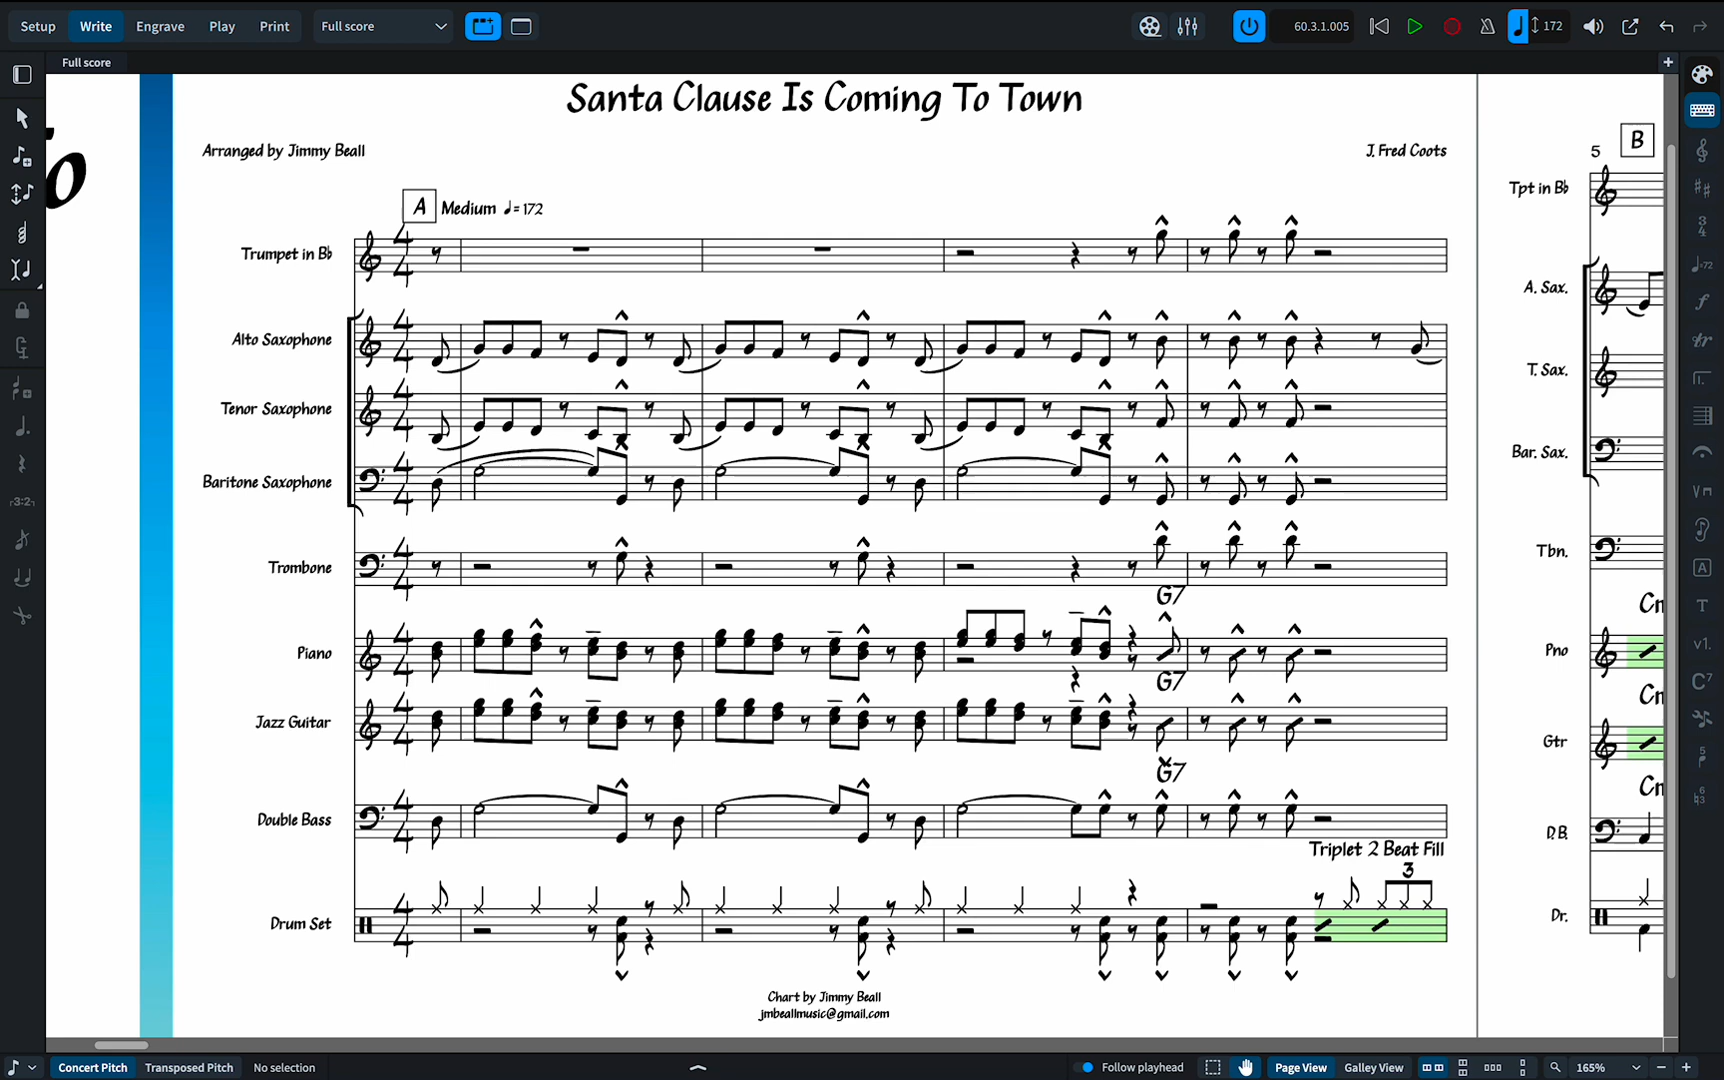 Setup Write Engrave Play Print Full score 60.3.1.005 172
Full score
Santa Clause Is Coming To Town
Arranged by Jimmy Beall
J. Fred Coots
A Medium ♩=172
5 B
Trumpet in B♭
Tpt in B♭
Alto Saxophone
A. Sax.
Tenor Saxophone
T. Sax.
Baritone Saxophone
Bar. Sax.
Trombone
Tbn.
G7
Piano
Pno
G7
Jazz Guitar
Gtr
G7
Double Bass
D.B.
Triplet 2 Beat Fill
3
Drum Set
Dr.
Chart by Jimmy Beall
jmbeallmusic@gmail.com
Concert Pitch Transposed Pitch No selection Follow playhead Page View Galley View 165%